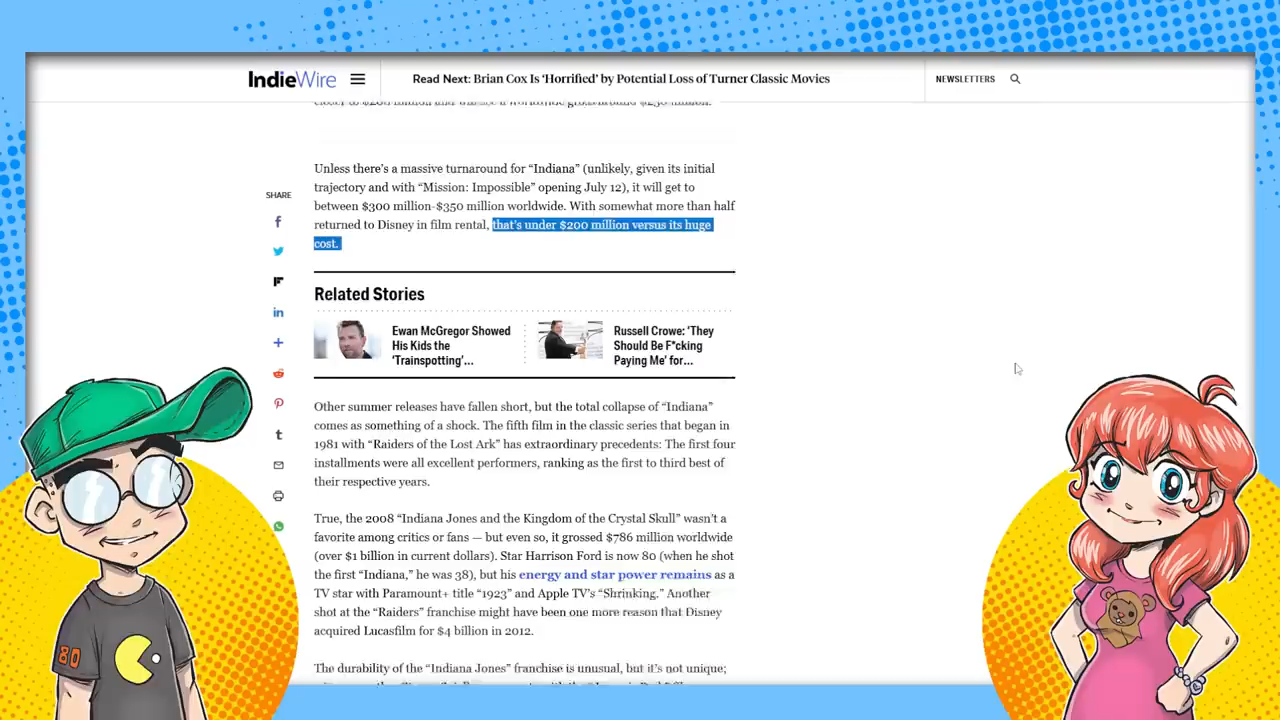 IndieWire
Read Next: Brian Cox Is ‘Horrified’ by Potential Loss of Turner Classic Movies
NEWSLETTERS
Unless there’s a massive turnaround for “Indiana” (unlikely, given its initial
trajectory and with “Mission: Impossible” opening July 12), it will get to
between $300 million-$350 million worldwide. With somewhat more than half
returned to Disney in film rental, that’s under $200 million versus its huge
cost.
SHARE
Related Stories
Ewan McGregor Showed
His Kids the
‘Trainspotting’...
Russell Crowe: ‘They
Should Be F*cking
Paying Me’ for...
Other summer releases have fallen short, but the total collapse of “Indiana”
comes as something of a shock. The fifth film in the classic series that began in
1981 with “Raiders of the Lost Ark” has extraordinary precedents: The first four
installments were all excellent performers, ranking as the first to third best of
their respective years.
True, the 2008 “Indiana Jones and the Kingdom of the Crystal Skull” wasn’t a
favorite among critics or fans — but even so, it grossed $786 million worldwide
(over $1 billion in current dollars). Star Harrison Ford is now 80 (when he shot
the first “Indiana,” he was 38), but his energy and star power remains as a
TV star with Paramount+ title “1923” and Apple TV’s “Shrinking.” Another
shot at the “Raiders” franchise might have been one more reason that Disney
acquired Lucasfilm for $4 billion in 2012.
The durability of the “Indiana Jones” franchise is unusual, but it’s not unique;
80